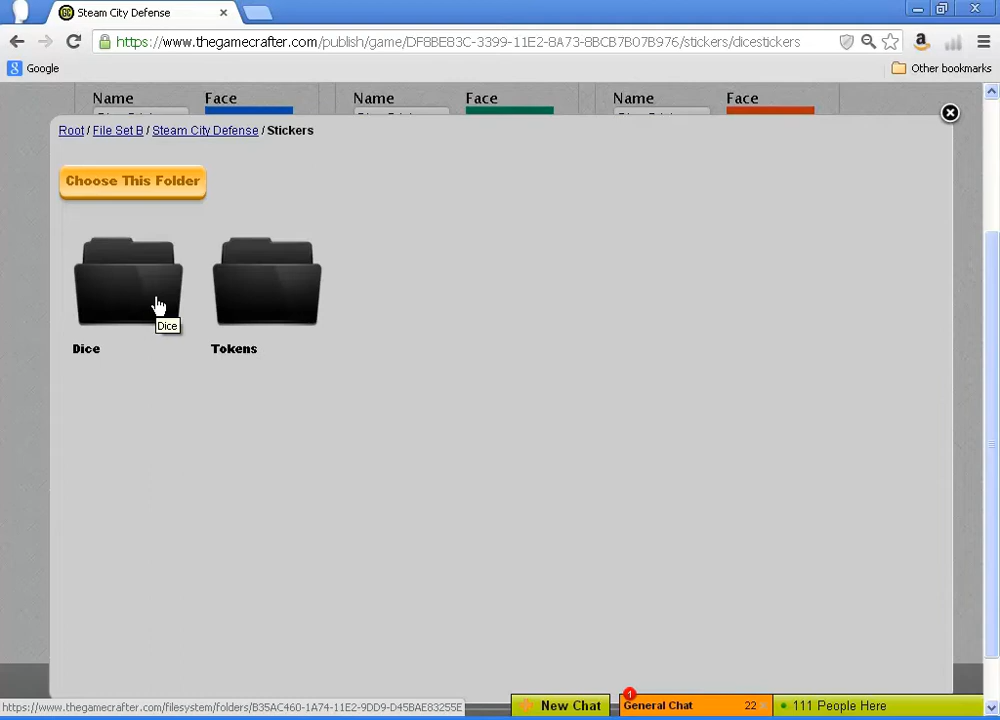 Steam City Defense
https://www.thegamecrafter.com/publish/game/DF8BE83C-3399-11E2-8A73-8BCB7B07B976/stickers/dicestickers
Google
Other bookmarks
Name Face Name Face Name Face
Root / File Set B / Steam City Defense / Stickers
Choose This Folder
Dice
Dice Tokens
https://www.thegamecrafter.com/filesystem/folders/B35AC460-1A74-11E2-9DD9-D45BAE83255E
New Chat
1
General Chat 22
111 People Here